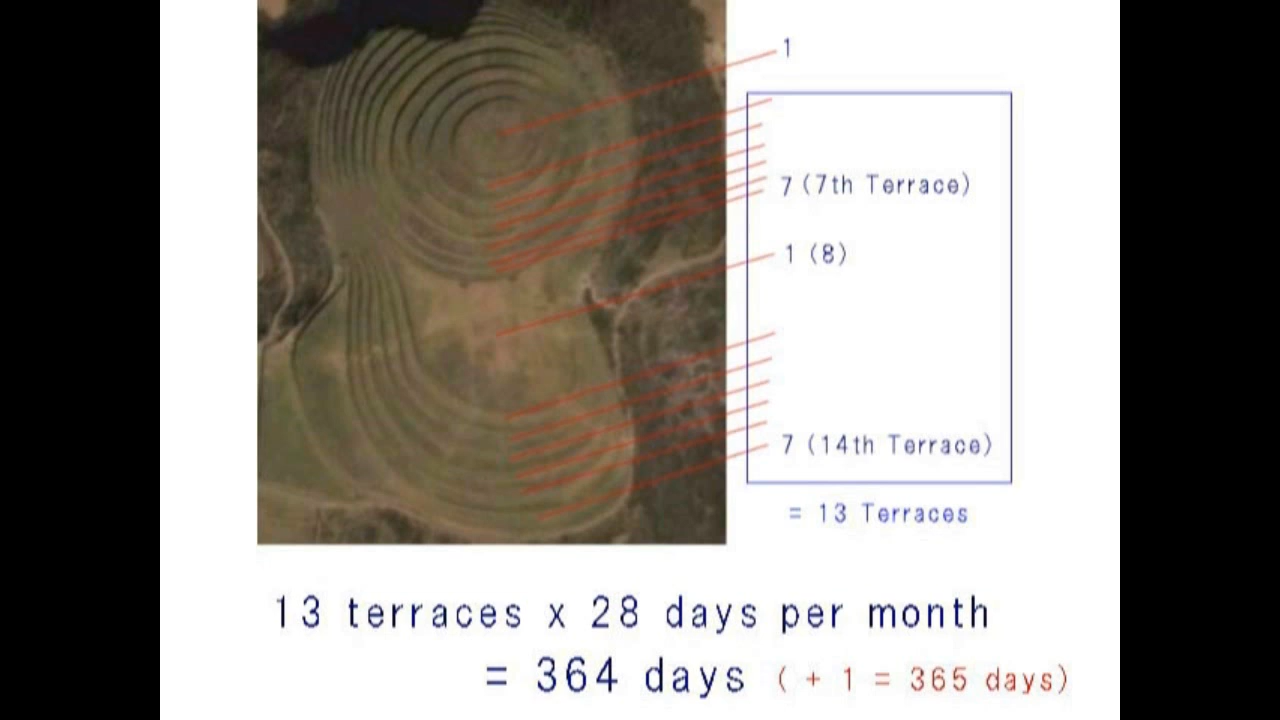 1
7 (7th Terrace)
1 (8)
7 (14th Terrace)
= 13 Terraces
13 terraces x 28 days per month
= 364 days ( + 1 = 365 days)